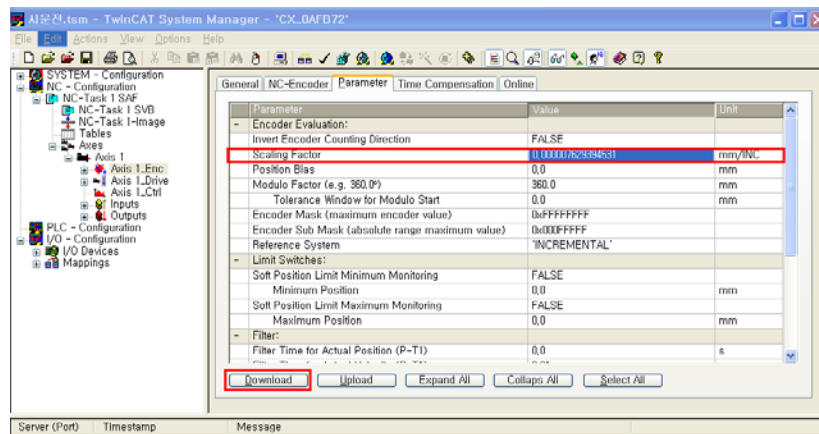 시운전.tsm - TwinCAT System Manager - 'CX_0AFB72'
File Edit Actions View Options Help
SYSTEM - Configuration
NC - Configuration
NC-Task 1 SAF
NC-Task 1 SVB
NC-Task 1-Image
Tables
Axes
Axis 1
Axis 1_Enc
Axis 1_Drive
Axis 1_Ctrl
Inputs
Outputs
PLC - Configuration
I/O - Configuration
I/O Devices
Mappings
General NC-Encoder Parameter Time Compensation Online
Parameter Value Unit
- Encoder Evaluation:
Invert Encoder Counting Direction FALSE
Scaling Factor 0,000007629394531 mm/INC
Position Bias 0,0 mm
Modulo Factor (e.g. 360,0°) 360.0 mm
Tolerance Window for Modulo Start 0.0 mm
Encoder Mask (maximum encoder value) 0xFFFFFFFF
Encoder Sub Mask (absolute range maximum value) 0x000FFFFF
Reference System 'INCREMENTAL'
- Limit Switches:
Soft Position Limit Minimum Monitoring FALSE
Minimum Position 0,0 mm
Soft Position Limit Maximum Monitoring FALSE
Maximum Position 0,0 mm
- Filter:
Filter Time for Actual Position (P-T1) 0,0 s
Download Upload Expand All Collaps All Select All
Server (Port) Timestamp Message